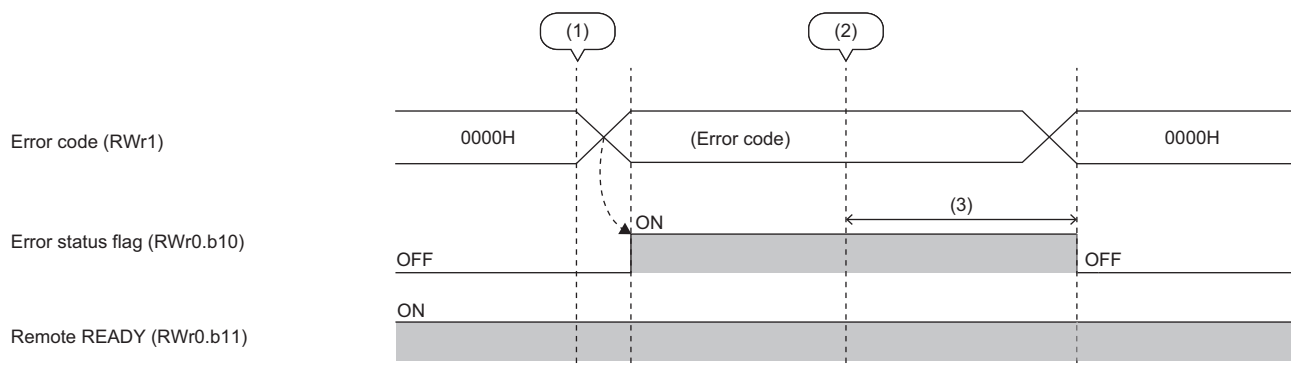 (1)
(2)
Error code (RWr1)
0000H
(Error code)
0000H
(3)
ON
Error status flag (RWr0.b10)
OFF
OFF
ON
Remote READY (RWr0.b11)